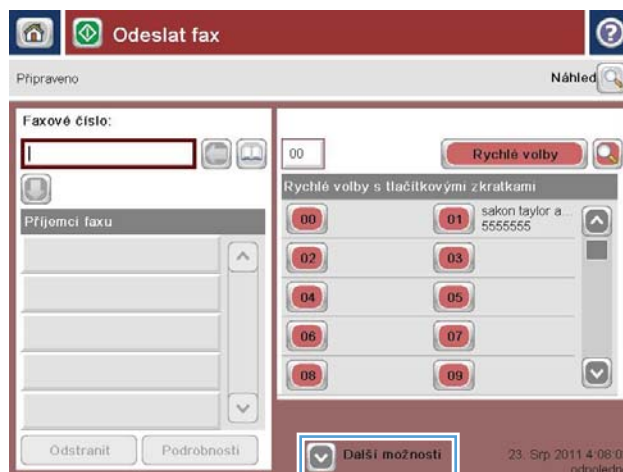 Odeslat fax
?
Připraveno
Náhled
Faxové číslo:
00
Rychlé volby
Rychlé volby s tlačítkovými zkratkami
Příjemci faxu
00
01
sakon taylor a...
5555555
02
03
04
05
06
07
08
09
Odstranit
Podrobnosti
Další možnosti
23. Srp 2011 4:08:0
odpoledn